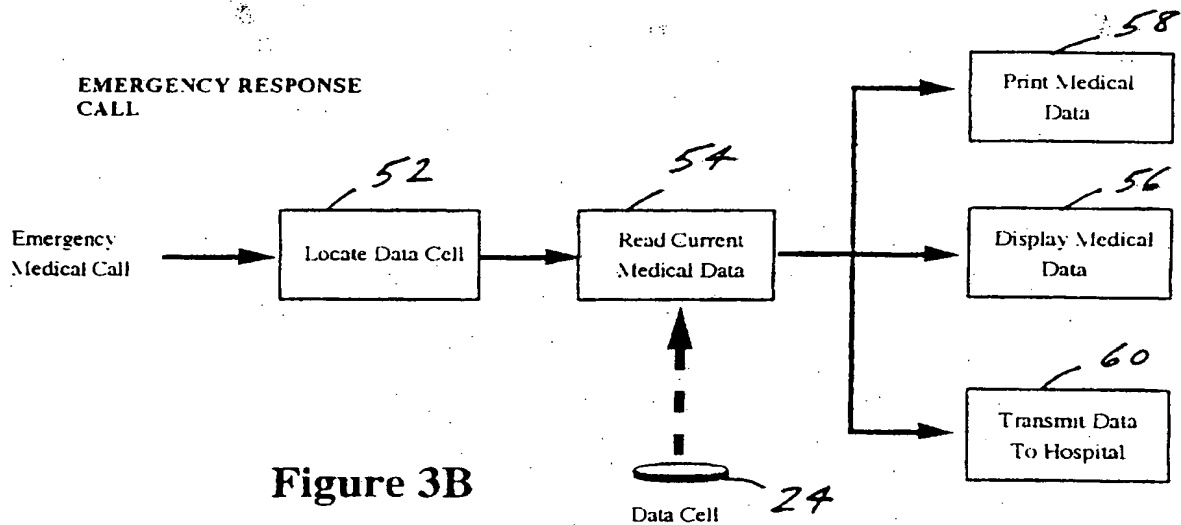 EMERGENCY RESPONSE
CALL
Emergency
Medical Call
52
Locate Data Cell
54
Read Current
Medical Data
58
Print Medical
Data
56
Display Medical
Data
60
Transmit Data
To Hospital
24
Data Cell
Figure 3B